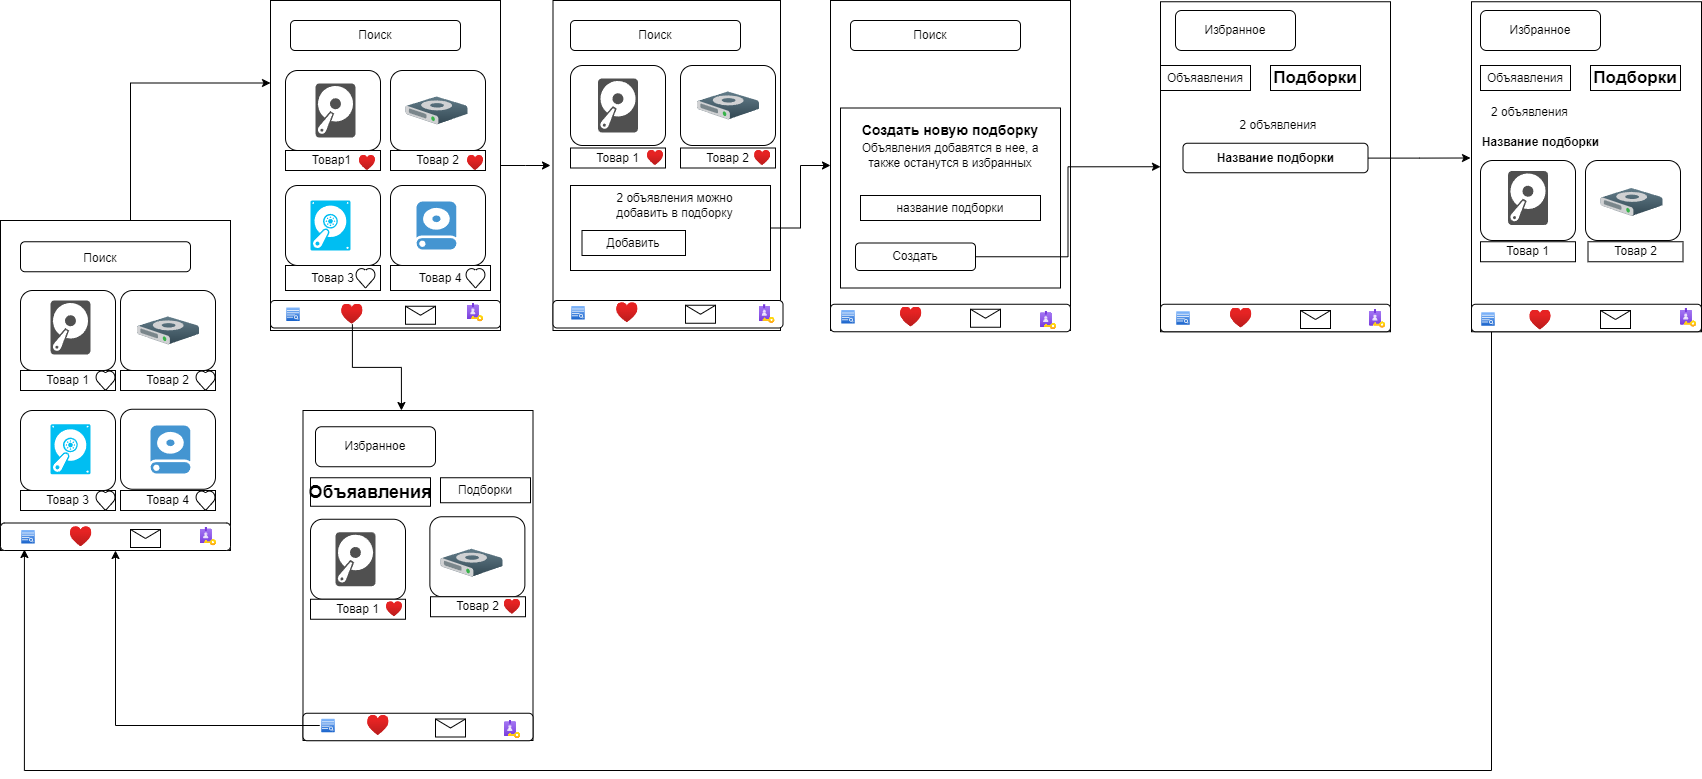 Поиск
Товар 1
Товар 2
Товар 3
Товар 4
Поиск
Товар1
Товар 2
Товар 3
Товар 4
Избранное
Объяавления
Подборки
Товар 1
Товар 2
Поиск
Товар 1
Товар 2
2 объявления можно
добавить в подборку
Добавить
Поиск
Создать новую подборку
Объявления добавятся в нее, а
также останутся в избранных
название подборки
Создать
Избранное
Объяавления
Подборки
2 объявления
Название подборки
Избранное
Объяавления
Подборки
2 объявления
Название подборки
Товар 1
Товар 2